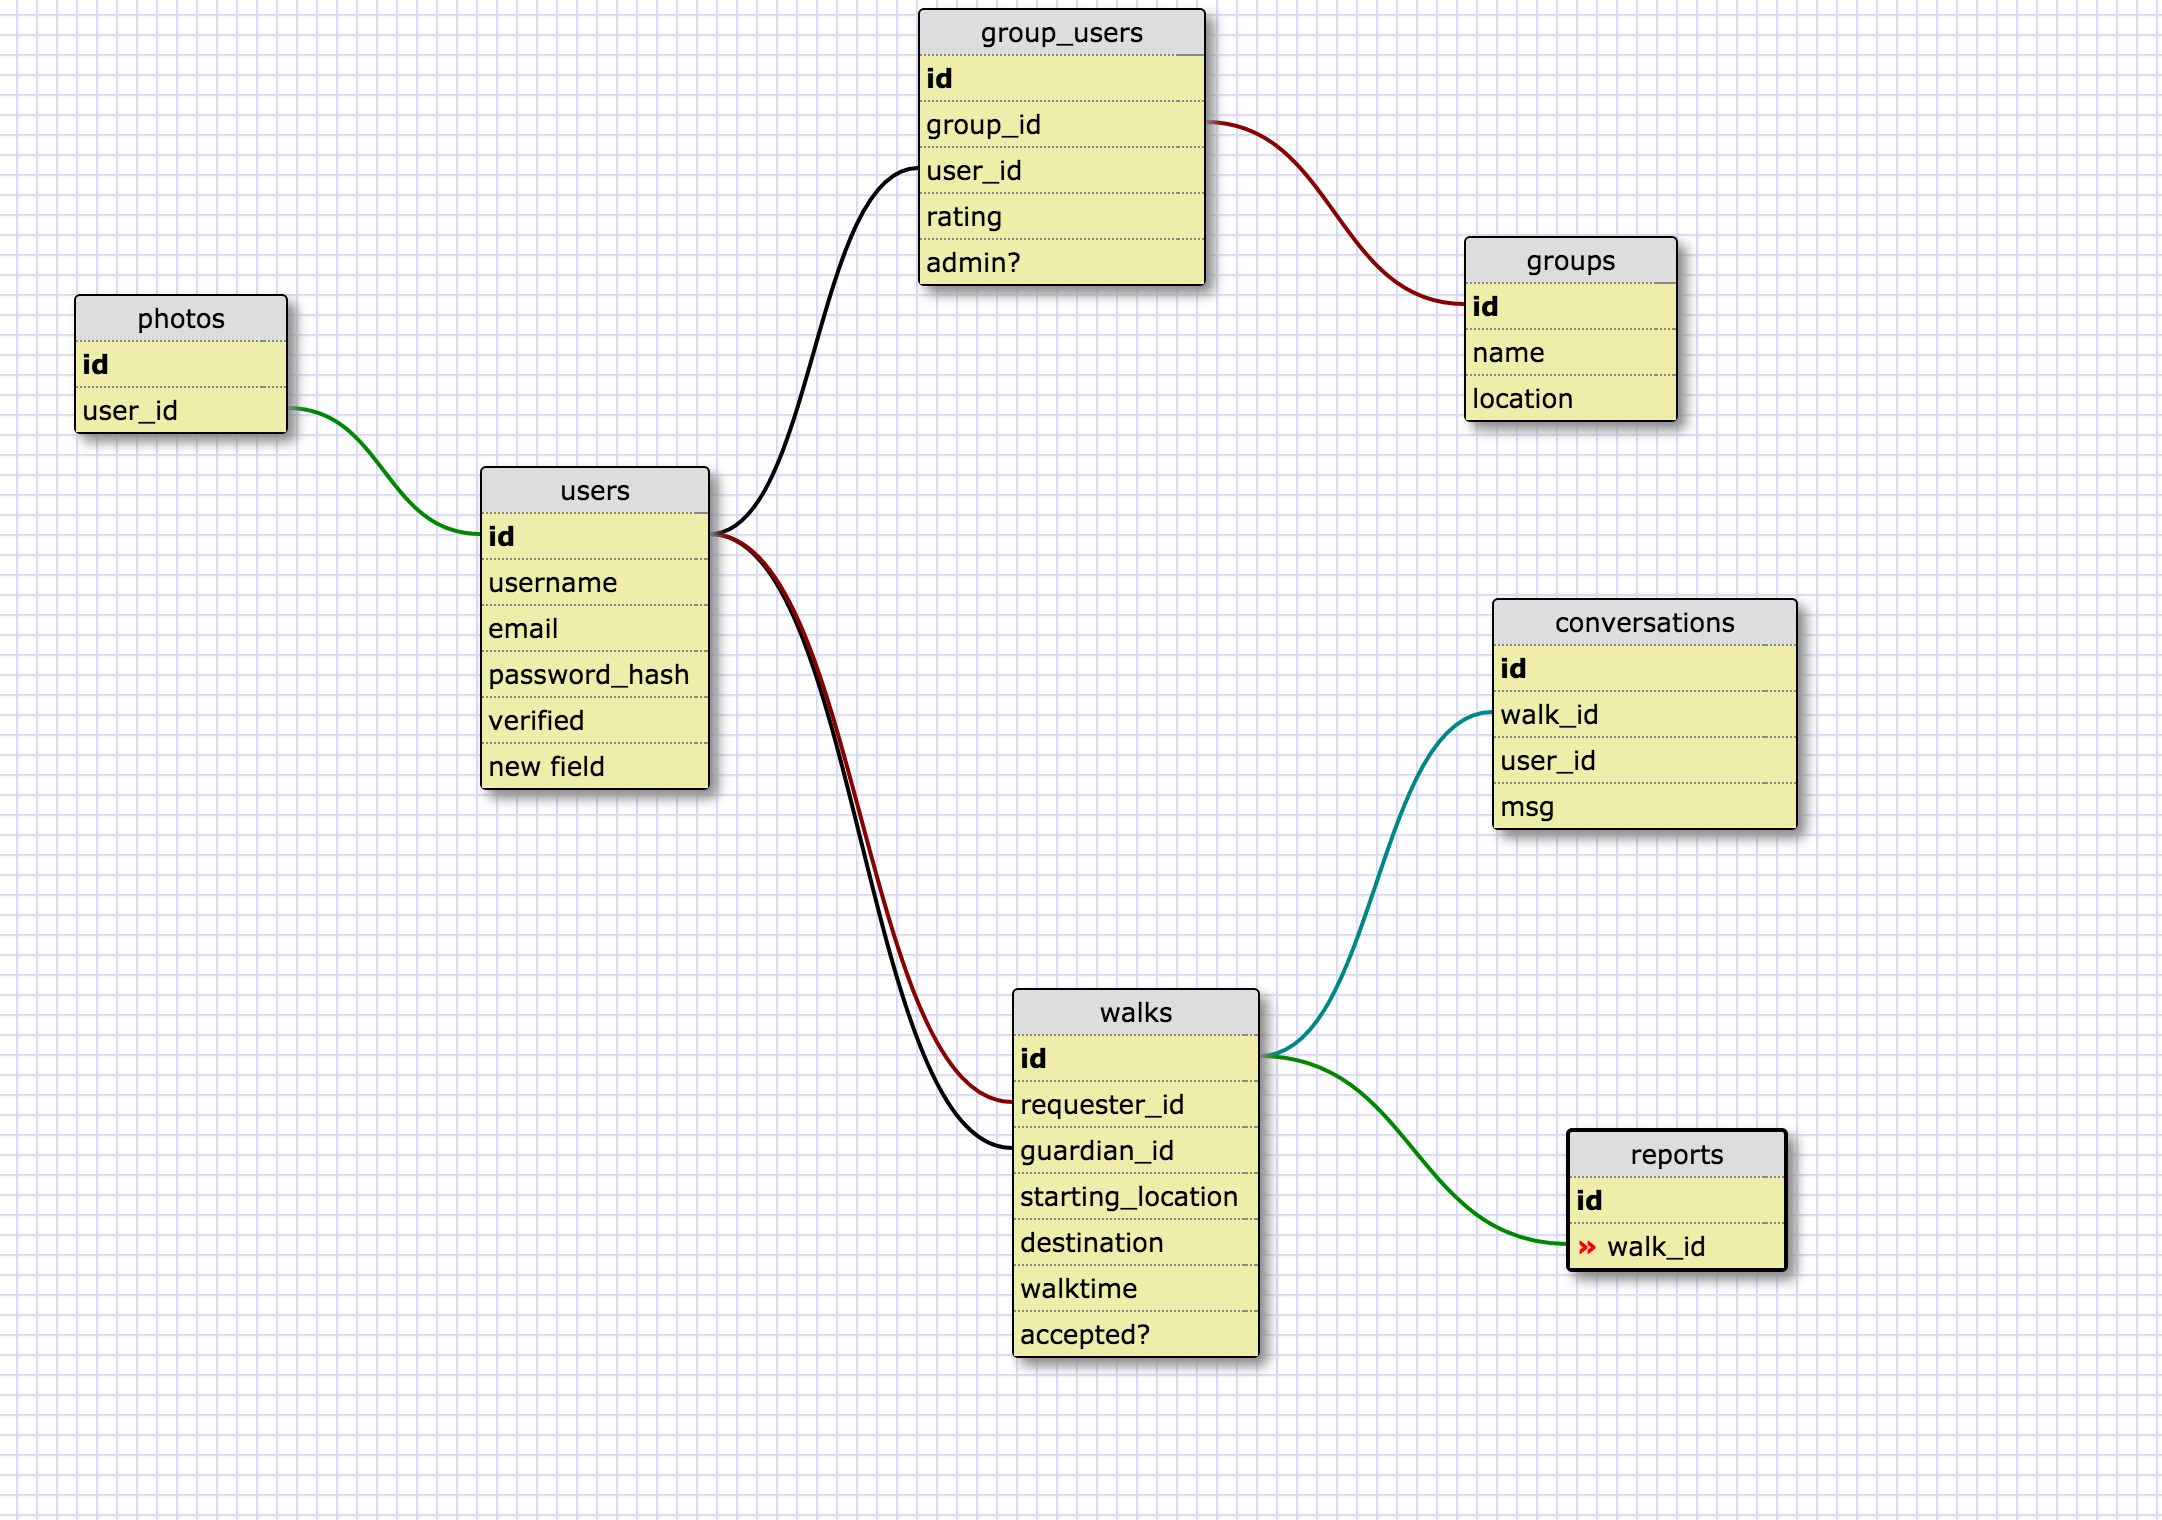 group_users
id
group_id
user_id
rating
admin?
groups
id
name
location
photos
id
user_id
users
id
username
email
password_hash
verified
new field
conversations
id
walk_id
user_id
msg
walks
id
requester_id
guardian_id
starting_location
destination
walktime
accepted?
reports
id
» walk_id